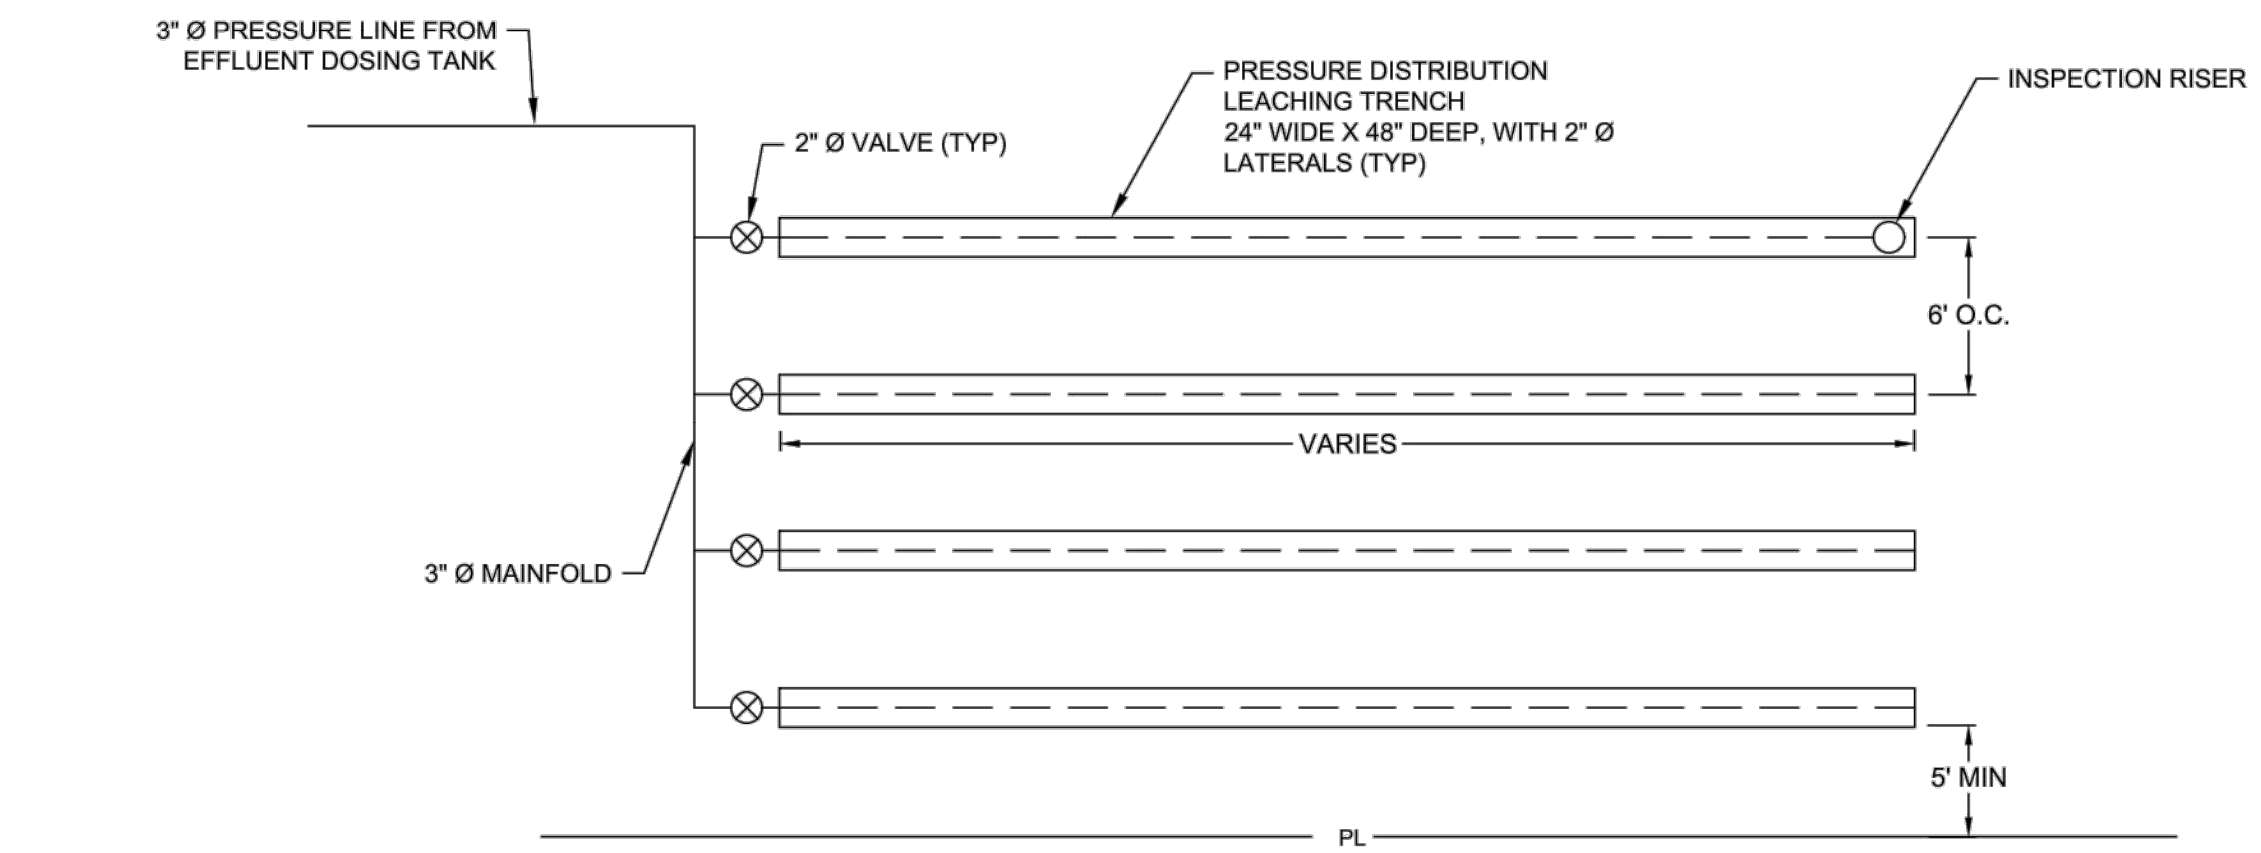 3" Ø PRESSURE LINE FROM
EFFLUENT DOSING TANK
PRESSURE DISTRIBUTION
LEACHING TRENCH
24" WIDE X 48" DEEP, WITH 2" Ø
LATERALS (TYP)
INSPECTION RISER
2" Ø VALVE (TYP)
6' O.C.
VARIES
3" Ø MAINFOLD
5' MIN
PL